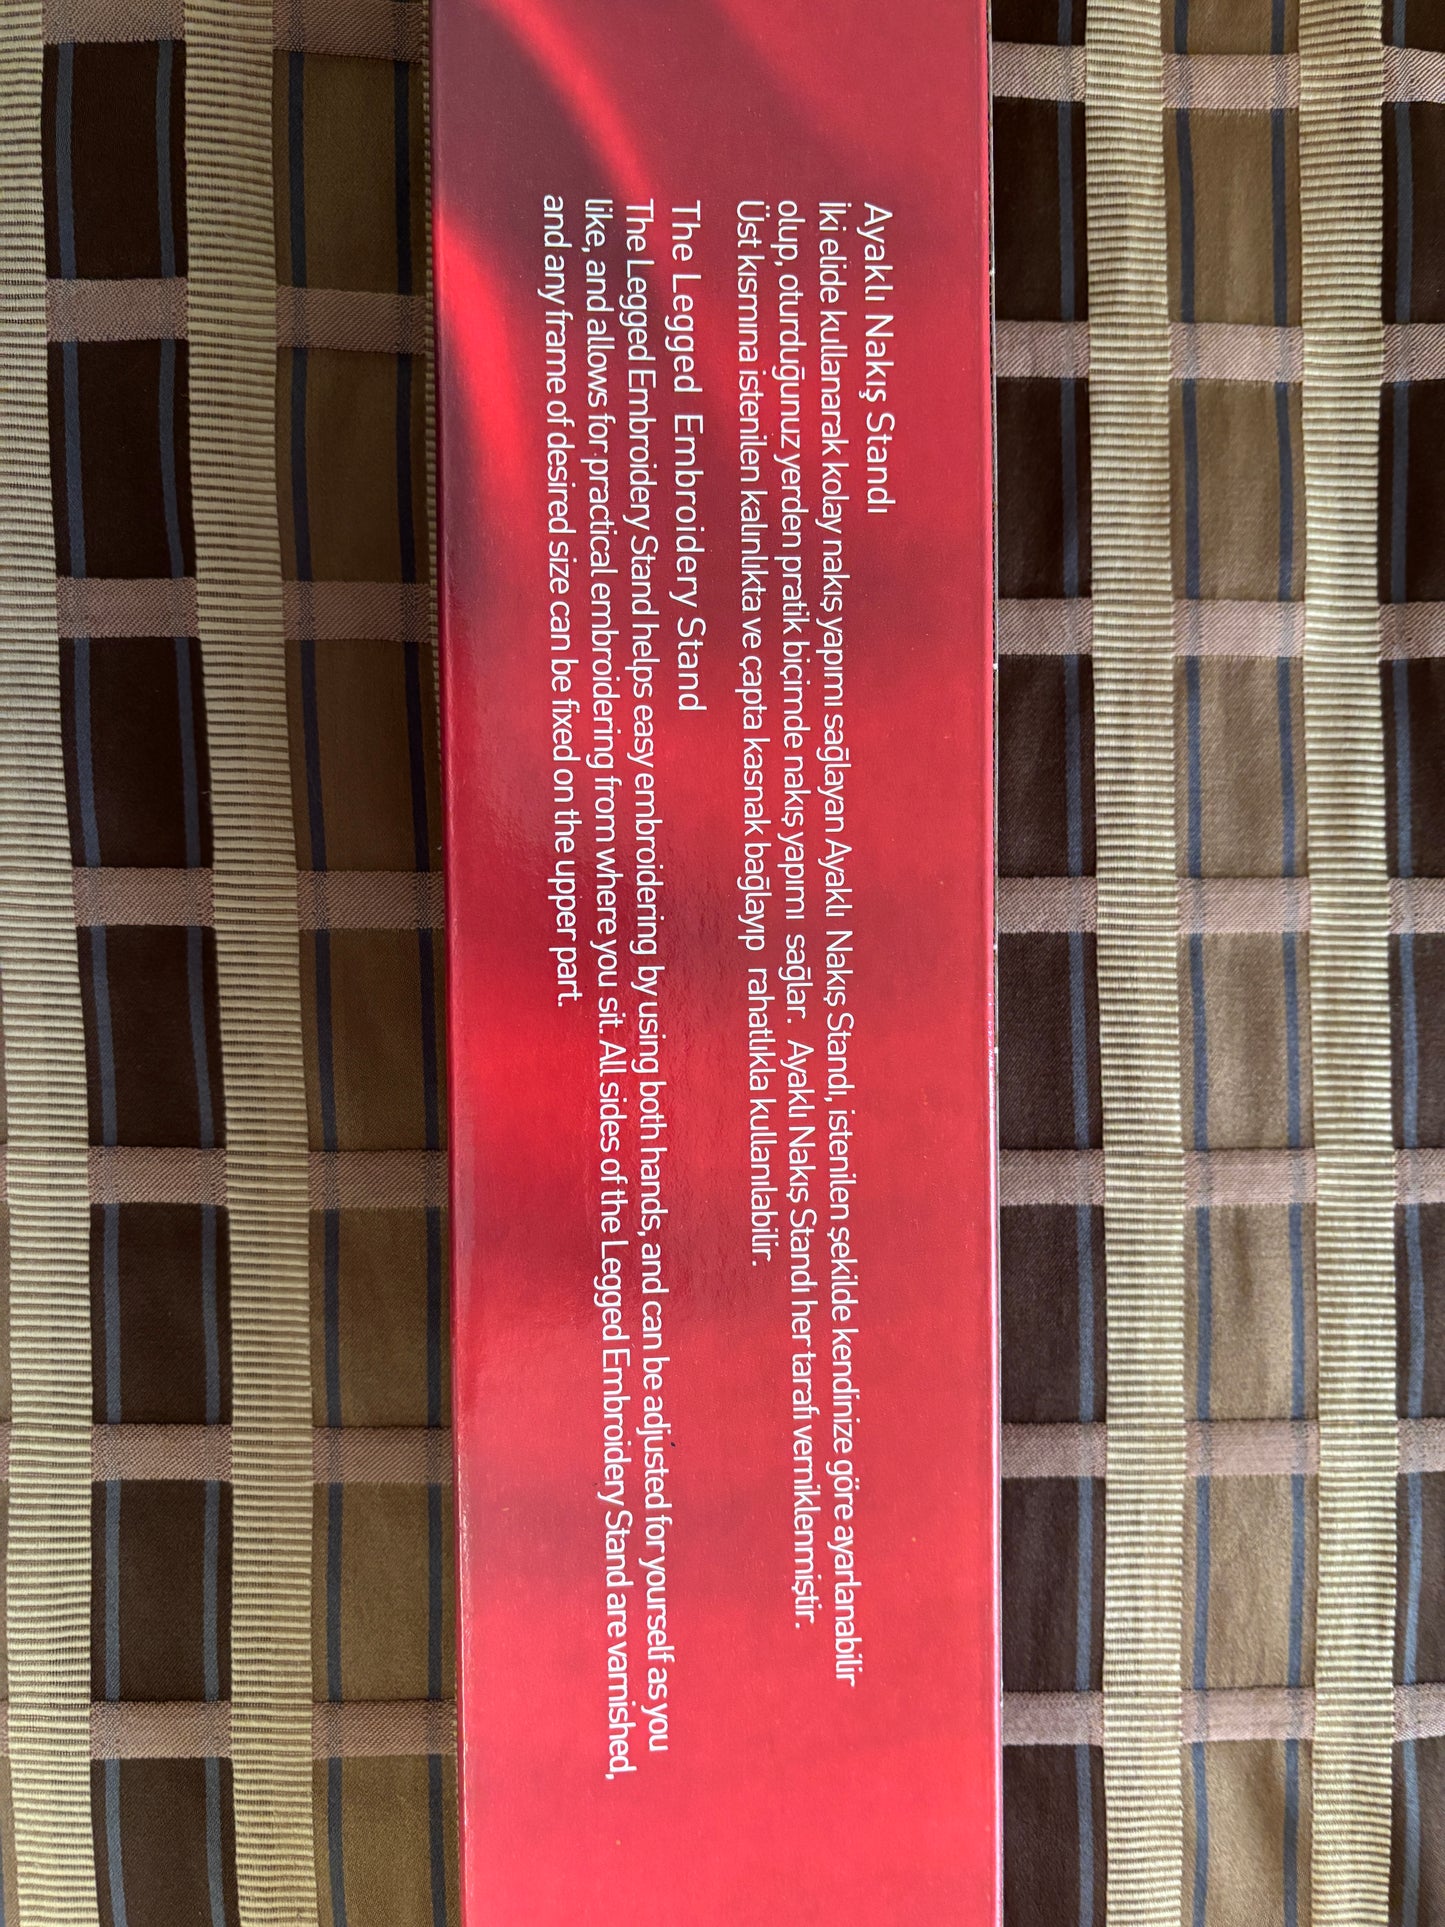 Ayaklı Nakış Standı
İki elide kullanarak kolay nakış yapımı sağlayan Ayaklı Nakış Standı, istenilen şekilde kendinize göre ayarlanabilir
olup, oturduğunuz yerden pratik biçimde nakış yapımı sağlar. Ayaklı Nakış Standı her tarafı verniklenmiştir.
Üst kısmına istenilen kalınlıkta ve çapta kasnak bağlayıp rahatlıkla kullanılabilir.
The Legged Embroidery Stand
The Legged Embroidery Stand helps easy embroidering by using both hands, and can be adjusted for yourself as you
like, and allows for practical embroidering from where you sit. All sides of the Legged Embroidery Stand are varnished,
and any frame of desired size can be fixed on the upper part.